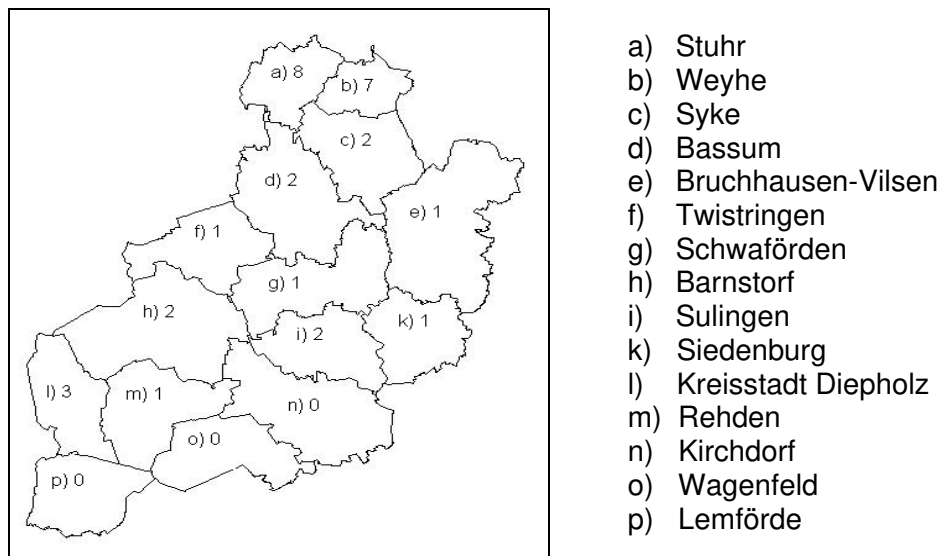 a) 8
b) 7
c) 2
d) 2
e) 1
f) 1
g) 1
h) 2
i) 2
k) 1
l) 3
m) 1
n) 0
o) 0
p) 0
a) Stuhr
b) Weyhe
c) Syke
d) Bassum
e) Bruchhausen-Vilsen
f) Twistringen
g) Schwaförden
h) Barnstorf
i) Sulingen
k) Siedenburg
l) Kreisstadt Diepholz
m) Rehden
n) Kirchdorf
o) Wagenfeld
p) Lemförde